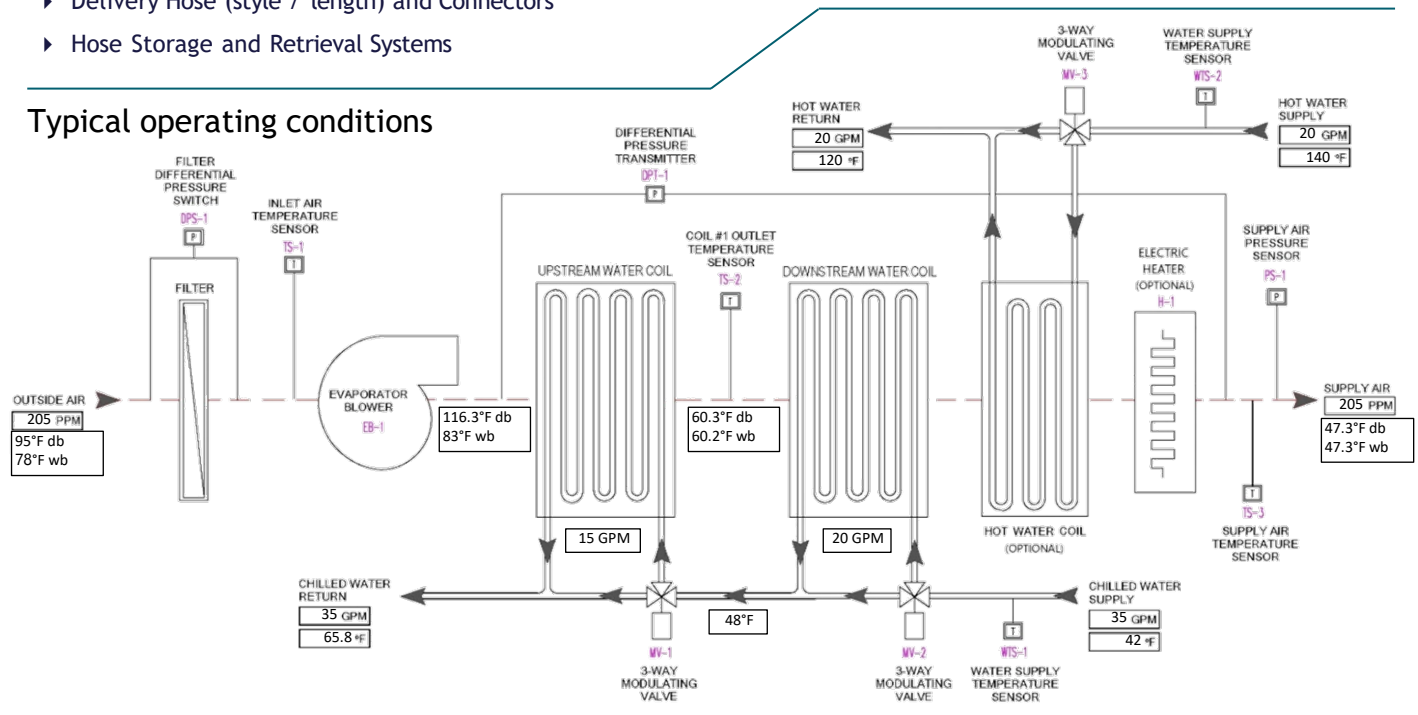 ▸ Delivery Hose (style / length) and Connectors
▸ Hose Storage and Retrieval Systems
Typical operating conditions
3-WAY
MODULATING
VALVE
MV-3
WATER SUPPLY
TEMPERATURE
SENSOR
WTS-2
T
HOT WATER
RETURN
20 GPM
120 °F
HOT WATER
SUPPLY
20 GPM
140 °F
FILTER
DIFFERENTIAL
PRESSURE
SWITCH
DPS-1
P
INLET AIR
TEMPERATURE
SENSOR
TS-1
T
DIFFERENTIAL
PRESSURE
TRANSMITTER
DPT-1
P
COIL #1 OUTLET
TEMPERATURE
SENSOR
TS-2
T
SUPPLY AIR
PRESSURE
SENSOR
PS-1
P
ELECTRIC
HEATER
(OPTIONAL)
H-1
FILTER
UPSTREAM WATER COIL
DOWNSTREAM WATER COIL
OUTSIDE AIR
205 PPM
95°F db
78°F wb
EVAPORATOR
BLOWER
EB-1
116.3°F db
83°F wb
60.3°F db
60.2°F wb
SUPPLY AIR
205 PPM
47.3°F db
47.3°F wb
T
TS-3
SUPPLY AIR
TEMPERATURE
SENSOR
HOT WATER COIL
(OPTIONAL)
15 GPM
20 GPM
CHILLED WATER
RETURN
35 GPM
65.8 °F
48°F
CHILLED WATER
SUPPLY
35 GPM
42 °F
MV-1
3-WAY
MODULATING
VALVE
MV-2
3-WAY
MODULATING
VALVE
T
WTS-1
WATER SUPPLY
TEMPERATURE
SENSOR